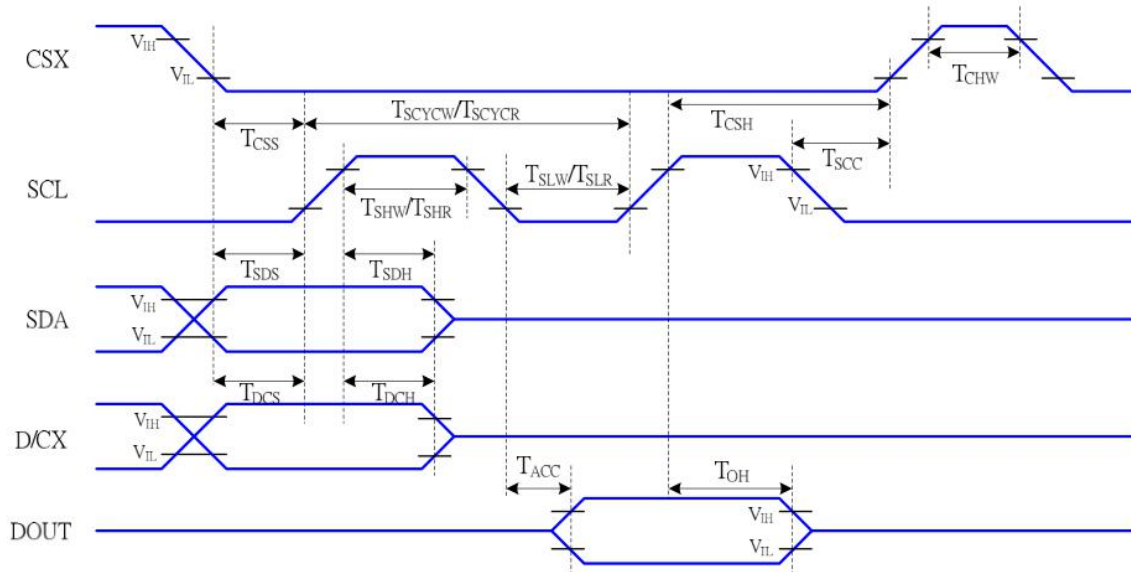 CSX
VIH
VIL
TCHW
TSCYCW/TSCYCR
TCSH
TCSS
TSCC
SCL
TSLW/TSLR
VIH
VIL
TSHW/TSHR
TSDS
TSDH
SDA
VIH
VIL
TDCS
TDCH
D/CX
VIH
VIL
TACC
TOH
DOUT
VIH
VIL